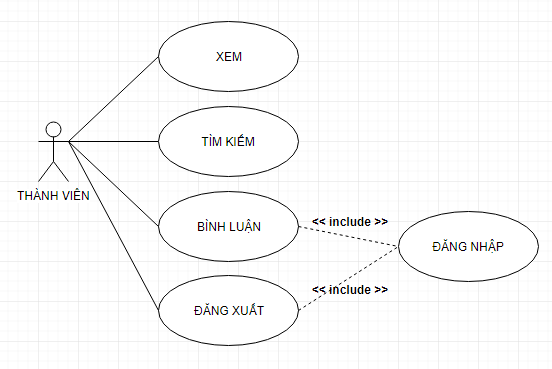 XEM
TÌM KIẾM
THÀNH VIÊN
BÌNH LUẬN
<< include >>
ĐĂNG NHẬP
<< include >>
ĐĂNG XUẤT